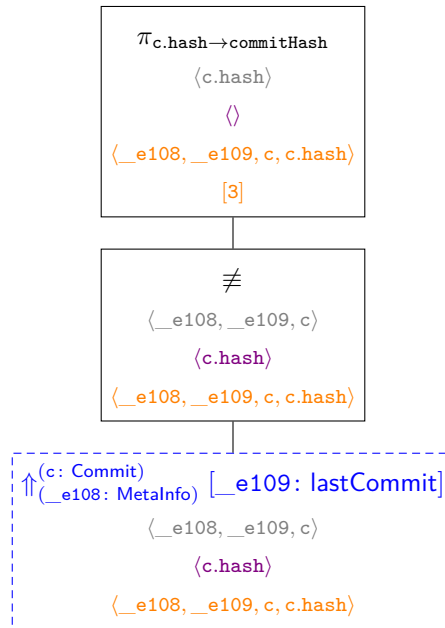 π c.hash→commitHash
⟨c.hash⟩
⟨⟩
⟨__e108, __e109, c, c.hash⟩
[3]
≢
⟨__e108, __e109, c⟩
⟨c.hash⟩
⟨__e108, __e109, c, c.hash⟩
⇑ (c: Commit) (__e108: MetaInfo) [__e109: lastCommit]
⟨__e108, __e109, c⟩
⟨c.hash⟩
⟨__e108, __e109, c, c.hash⟩